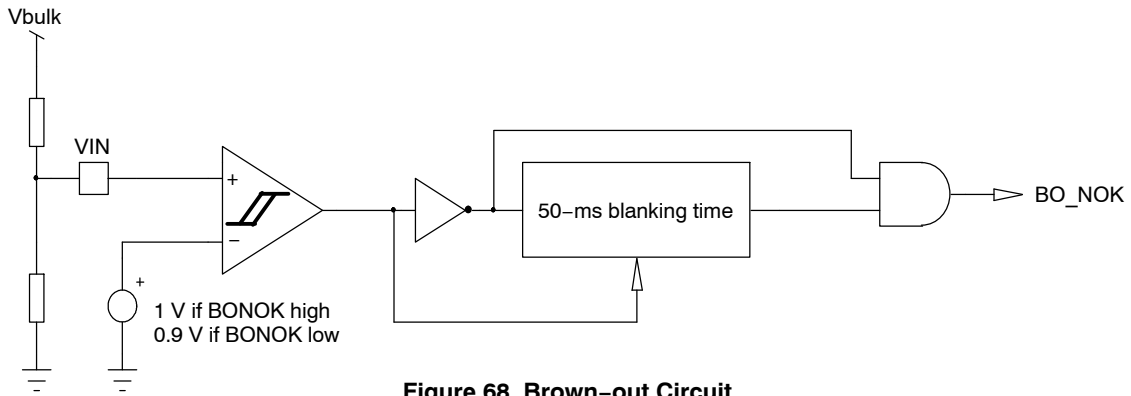 Vbulk
VIN
+
−
+
1 V if BONOK high
0.9 V if BONOK low
50−ms blanking time
BO_NOK
Figure 68. Brown−out Circuit